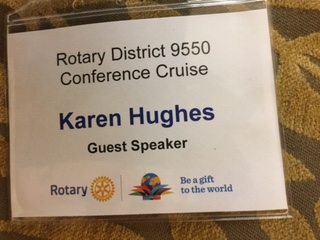 Rotary District 9550
Conference Cruise
Karen Hughes
Guest Speaker
Rotary
Be a gift
to the world